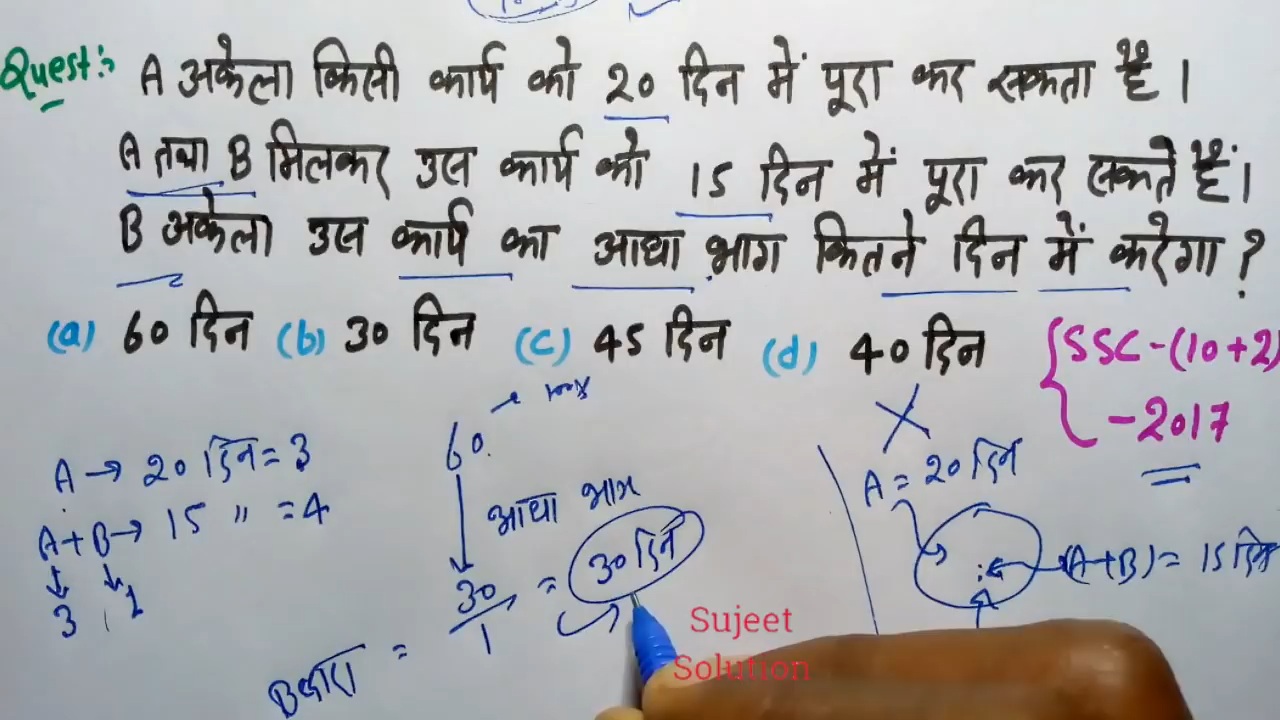 Quest:
A अकेला किसी कार्य को 20 दिन में पूरा कर सकता है।
A तथा B मिलकर उस कार्य को 15 दिन में पूरा कर सकते हैं।
B अकेला उस कार्य का आधा भाग कितने दिन में करेगा?
(a) 60 दिन (b) 30 दिन (c) 45 दिन (d) 40 दिन
{SSC-(10+2)
-2017
A → 20 दिन = 3
A+B → 15 " = 4
3 1
60
आधा भाग
B द्वारा = 30/1 = 30 दिन
A = 20 दिन
(A+B) = 15 दिन
Sujeet
Solution